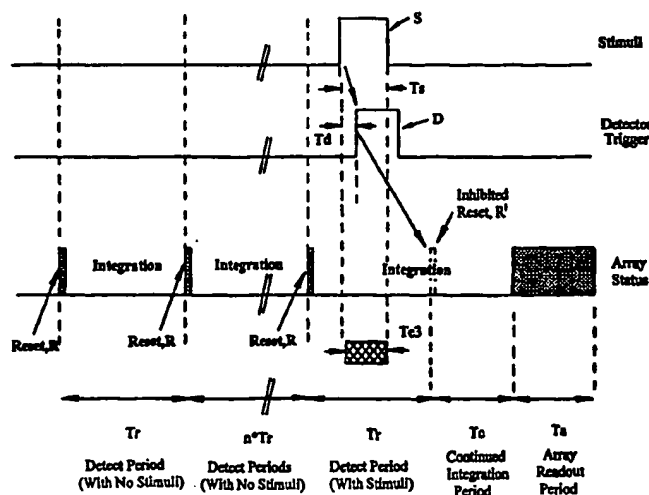 S
Stimuli
Ts
D
Td
Detector
Trigger
Inhibited
Reset, R'
Integration
Integration
Integration
Array
Status
Reset,R
Reset,R
Reset,R
Te3
Tr
n*Tr
Tr
Tc
Ta
Detect Period
(With No Stimuli)
Detect Periods
(With No Stimuli)
Detect Period
(With Stimuli)
Continued
Integration
Period
Array
Readout
Period